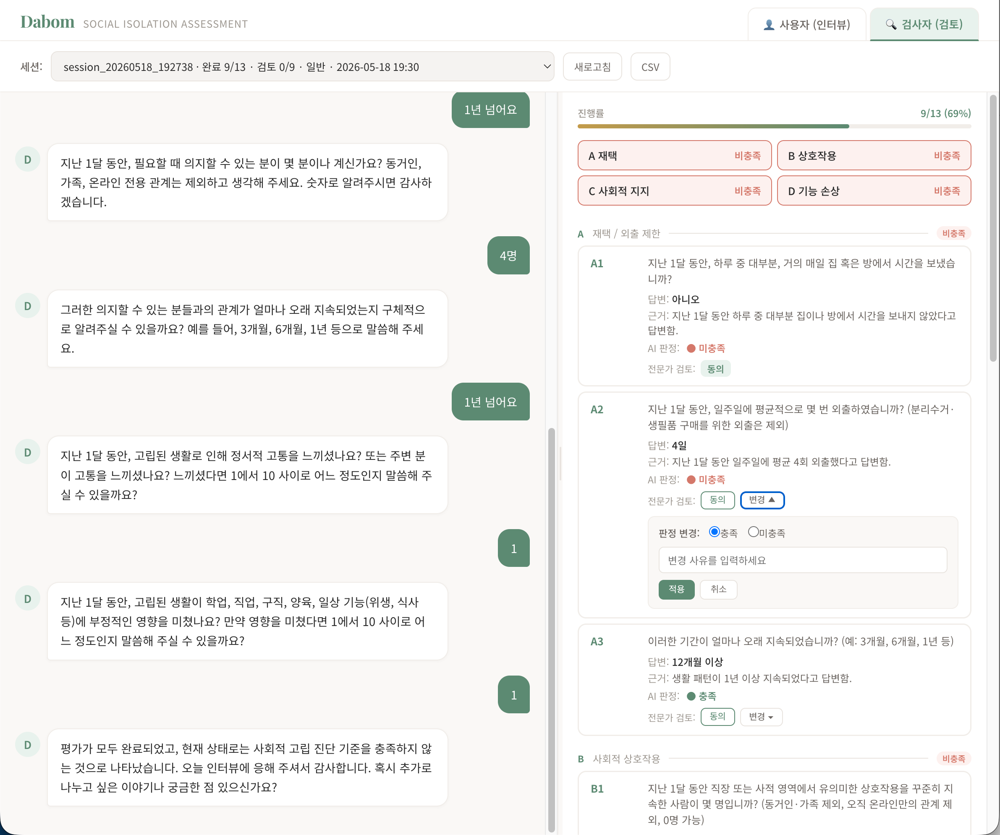 Dabom SOCIAL ISOLATION ASSESSMENT
사용자 (인터뷰)
검사자 (검토)
세션:
session_20260518_192738 · 완료 9/13 · 검토 0/9 · 일반 · 2026-05-18 19:30
새로고침
CSV
1년 넘어요
D
지난 1달 동안, 필요할 때 의지할 수 있는 분이 몇 분이나 계신가요? 동거인,
가족, 온라인 전용 관계는 제외하고 생각해 주세요. 숫자로 알려주시면 감사하
겠습니다.
4명
D
그러한 의지할 수 있는 분들과의 관계가 얼마나 오래 지속되었는지 구체적으
로 알려주실 수 있을까요? 예를 들어, 3개월, 6개월, 1년 등으로 말씀해 주세
요.
1년 넘어요
D
지난 1달 동안, 고립된 생활로 인해 정서적 고통을 느끼셨나요? 또는 주변 분
이 고통을 느끼셨나요? 느끼셨다면 1에서 10 사이로 어느 정도인지 말씀해 주
실 수 있을까요?
1
D
지난 1달 동안, 고립된 생활이 학업, 직업, 구직, 양육, 일상 기능(위생, 식사
등)에 부정적인 영향을 미쳤나요? 만약 영향을 미쳤다면 1에서 10 사이로 어
느 정도인지 말씀해 주실 수 있을까요?
1
D
평가가 모두 완료되었고, 현재 상태로는 사회적 고립 진단 기준을 충족하지 않
는 것으로 나타났습니다. 오늘 인터뷰에 응해 주셔서 감사합니다. 혹시 추가로
나누고 싶은 이야기나 궁금한 점 있으신가요?
진행률
9/13 (69%)
A 재택 비충족
B 상호작용 비충족
C 사회적 지지 비충족
D 기능 손상 비충족
A 재택 / 외출 제한 비충족
A1
지난 1달 동안, 하루 중 대부분, 거의 매일 집 혹은 방에서 시간을 보냈습
니까?
답변: 아니오
근거: 지난 1달 동안 하루 중 대부분 집이나 방에서 시간을 보내지 않았다고
답변함.
AI 판정: 미충족
전문가 검토: 동의
A2
지난 1달 동안, 일주일에 평균적으로 몇 번 외출하였습니까? (분리수거·
생필품 구매를 위한 외출은 제외)
답변: 4일
근거: 지난 1달 동안 일주일에 평균 4회 외출했다고 답변함.
AI 판정: 미충족
전문가 검토: 동의 변경 ▲
판정 변경: 충족 미충족
변경 사유를 입력하세요
적용 취소
A3
이러한 기간이 얼마나 오래 지속되었습니까? (예: 3개월, 6개월, 1년 등)
답변: 12개월 이상
근거: 생활 패턴이 1년 이상 지속되었다고 답변함.
AI 판정: 충족
전문가 검토: 동의 변경 ▾
B 사회적 상호작용 비충족
B1
지난 1달 동안 직장 또는 사적 영역에서 유의미한 상호작용을 꾸준히 지
속한 사람이 몇 명입니까? (동거인·가족 제외, 오직 온라인만의 관계 제
외, 0명 가능)